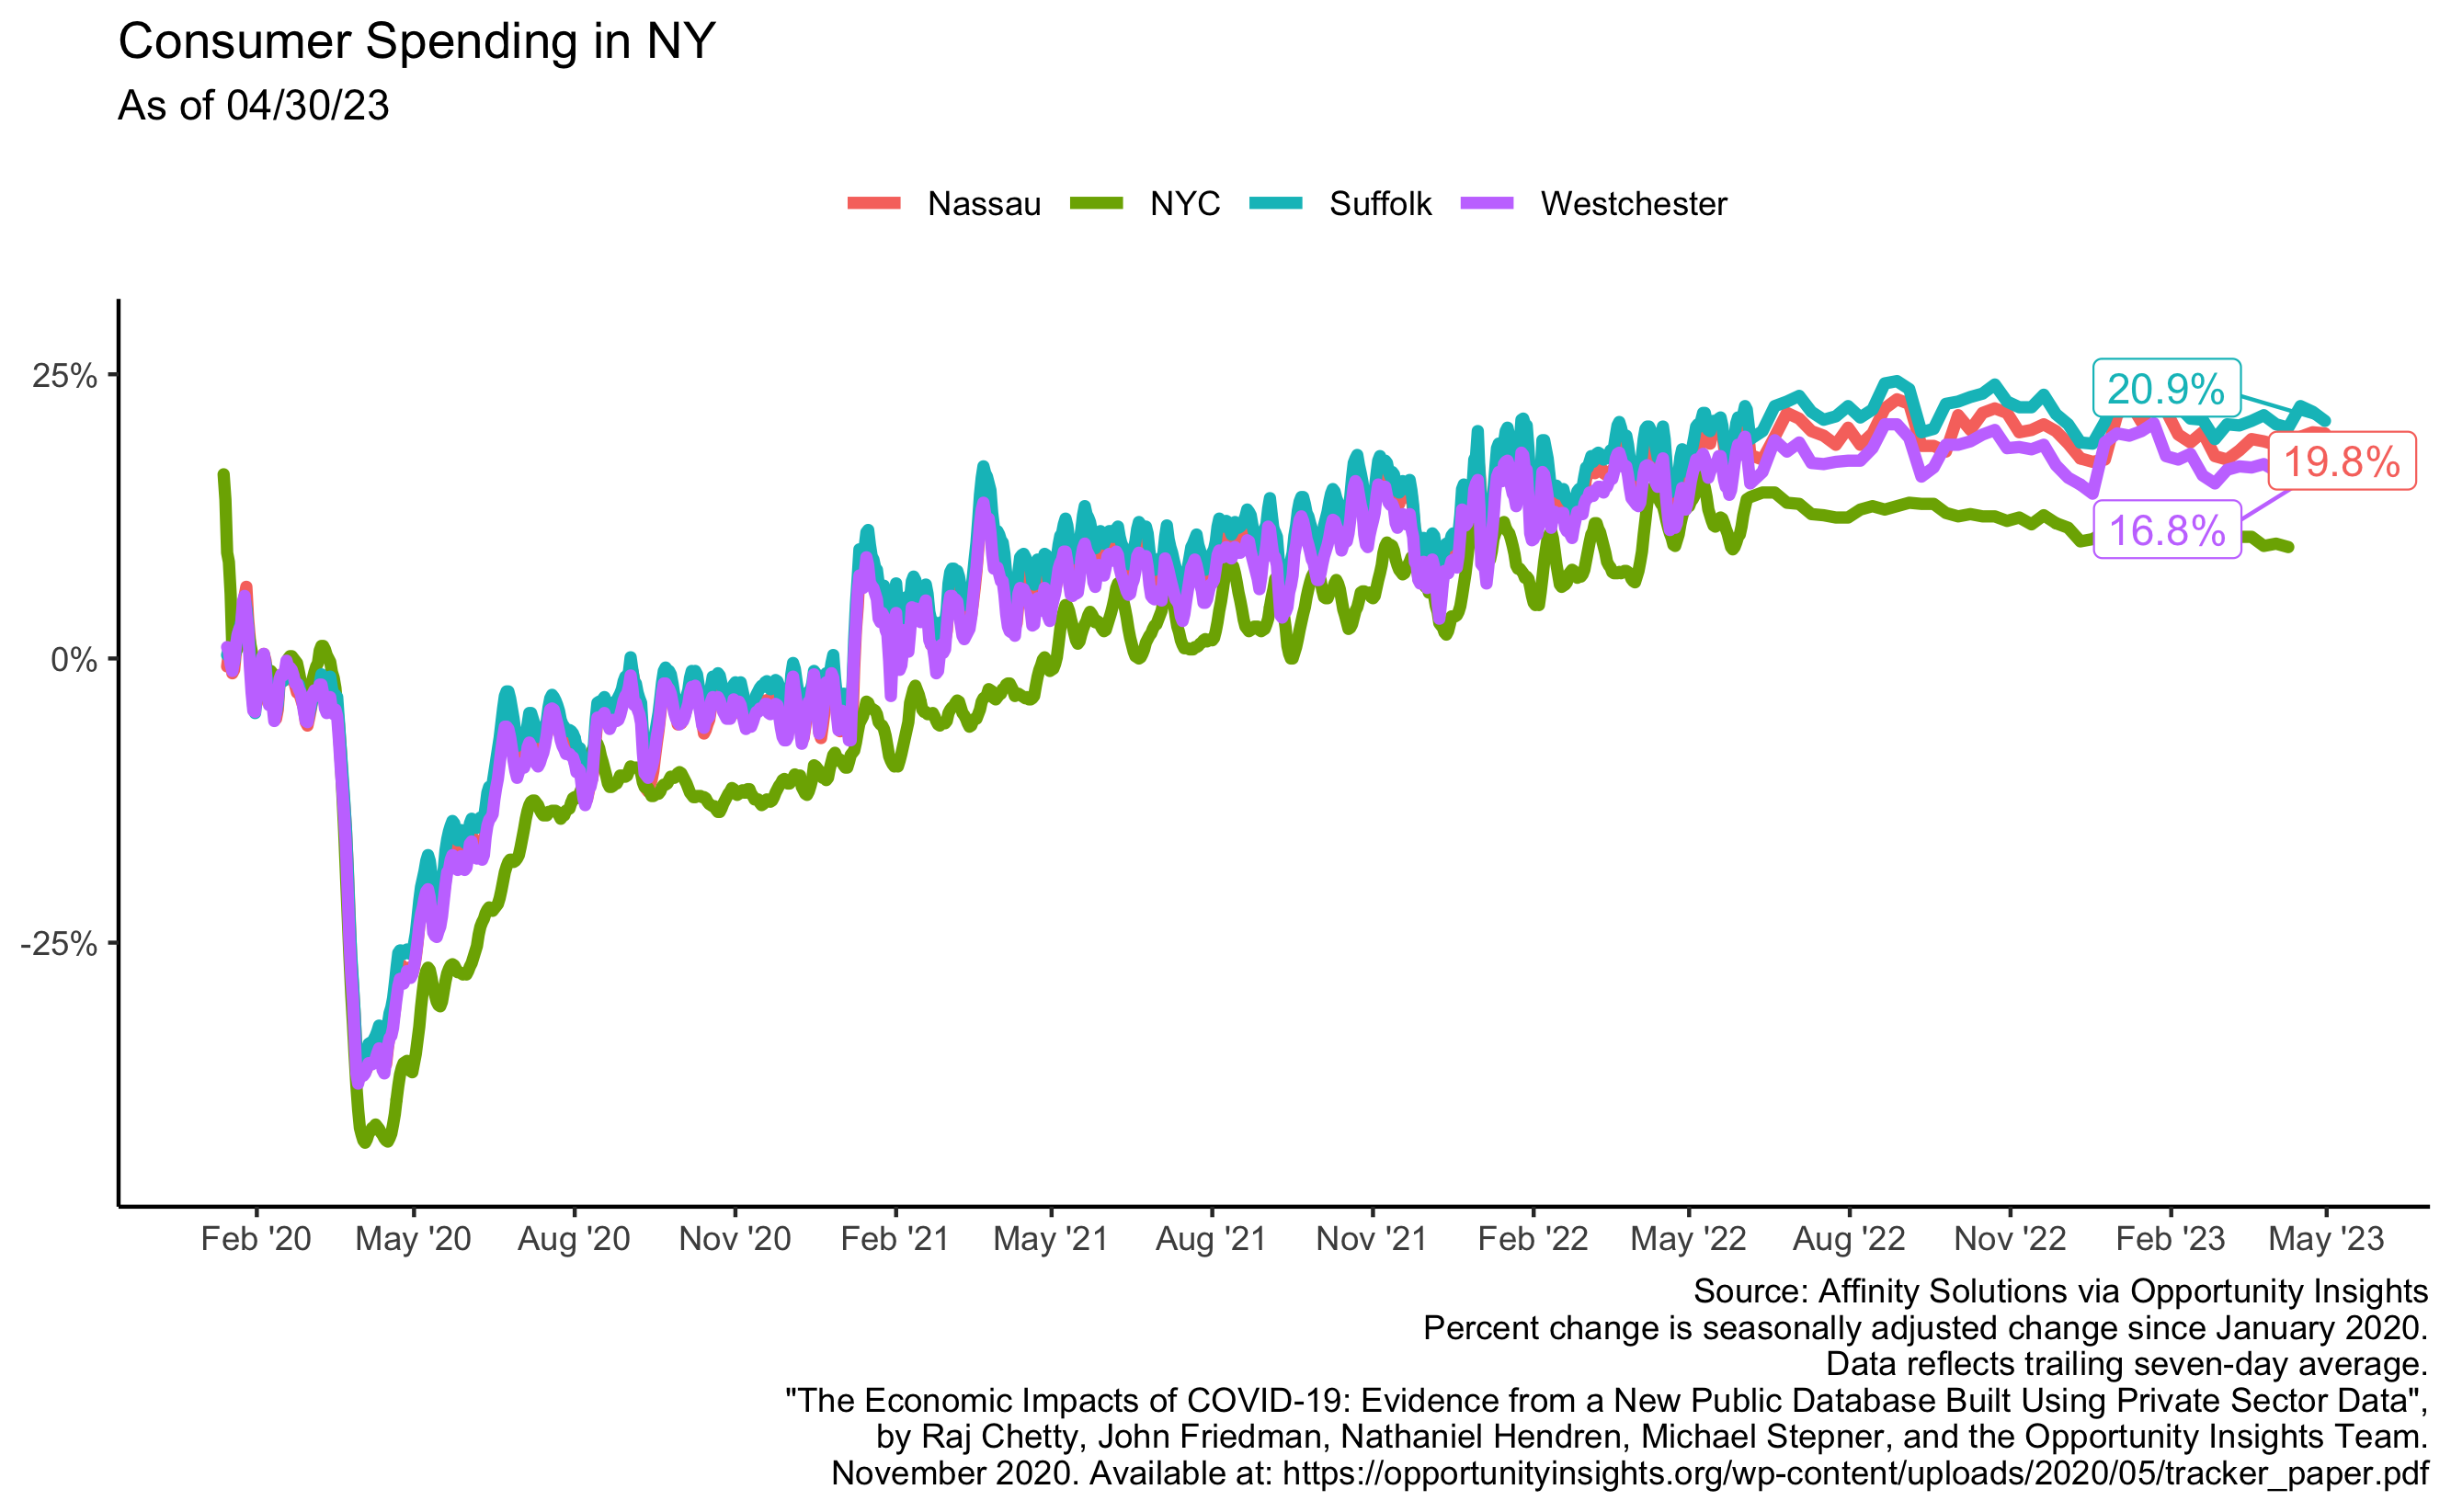 Consumer Spending in NY
As of 04/30/23
Nassau NYC Suffolk Westchester
25%
0%
-25%
20.9%
19.8%
16.8%
Feb '20 May '20 Aug '20 Nov '20 Feb '21 May '21 Aug '21 Nov '21 Feb '22 May '22 Aug '22 Nov '22 Feb '23 May '23
Source: Affinity Solutions via Opportunity Insights
Percent change is seasonally adjusted change since January 2020.
Data reflects trailing seven-day average.
"The Economic Impacts of COVID-19: Evidence from a New Public Database Built Using Private Sector Data",
by Raj Chetty, John Friedman, Nathaniel Hendren, Michael Stepner, and the Opportunity Insights Team.
November 2020. Available at: https://opportunityinsights.org/wp-content/uploads/2020/05/tracker_paper.pdf